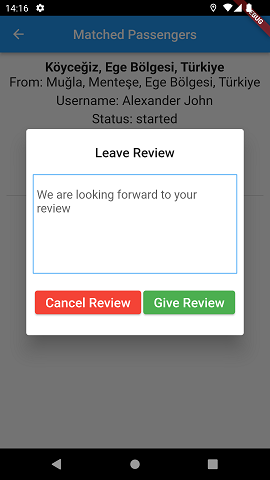 14:16
DEBUG
Matched Passengers
Köyceğiz, Ege Bölgesi, Türkiye
From: Muğla, Menteşe, Ege Bölgesi, Türkiye
Username: Alexander John
Status: started
Leave Review
We are looking forward to your
review
Cancel Review
Give Review